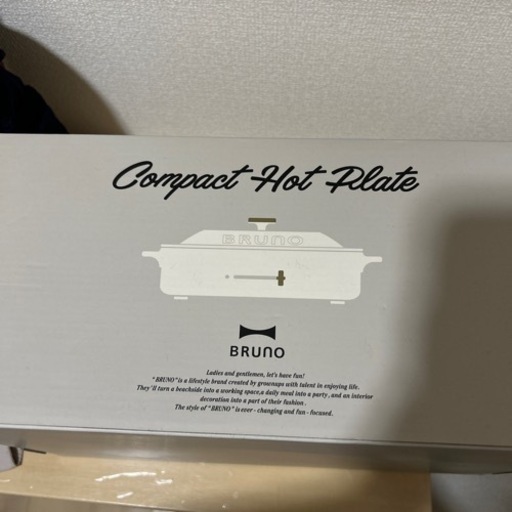 Compact Hot Plate
BRUNO
BRUNO
Ladies and gentlemen, let's have fun!
"BRUNO" is a lifestyle brand created by grosenaps with talent in enjoying life.
They'll turn a beachside into a working space,a daily meal into a party , and an interior
decoration into a part of their fashion .
The style of "BRUNO" is ever - changing and fun - focused.